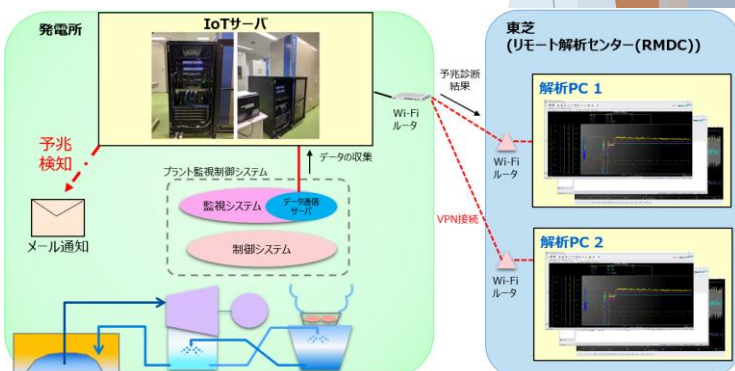 発電所
IoTサーバ
予兆
検知
メール通知
データの収集
プラント監視制御システム
監視システム
データ通信
サーバ
制御システム
Wi-Fi
ルータ
予兆診断
結果
VPN接続
東芝
(リモート解析センター(RMDC))
解析PC 1
Wi-Fi
ルータ
解析PC 2
Wi-Fi
ルータ